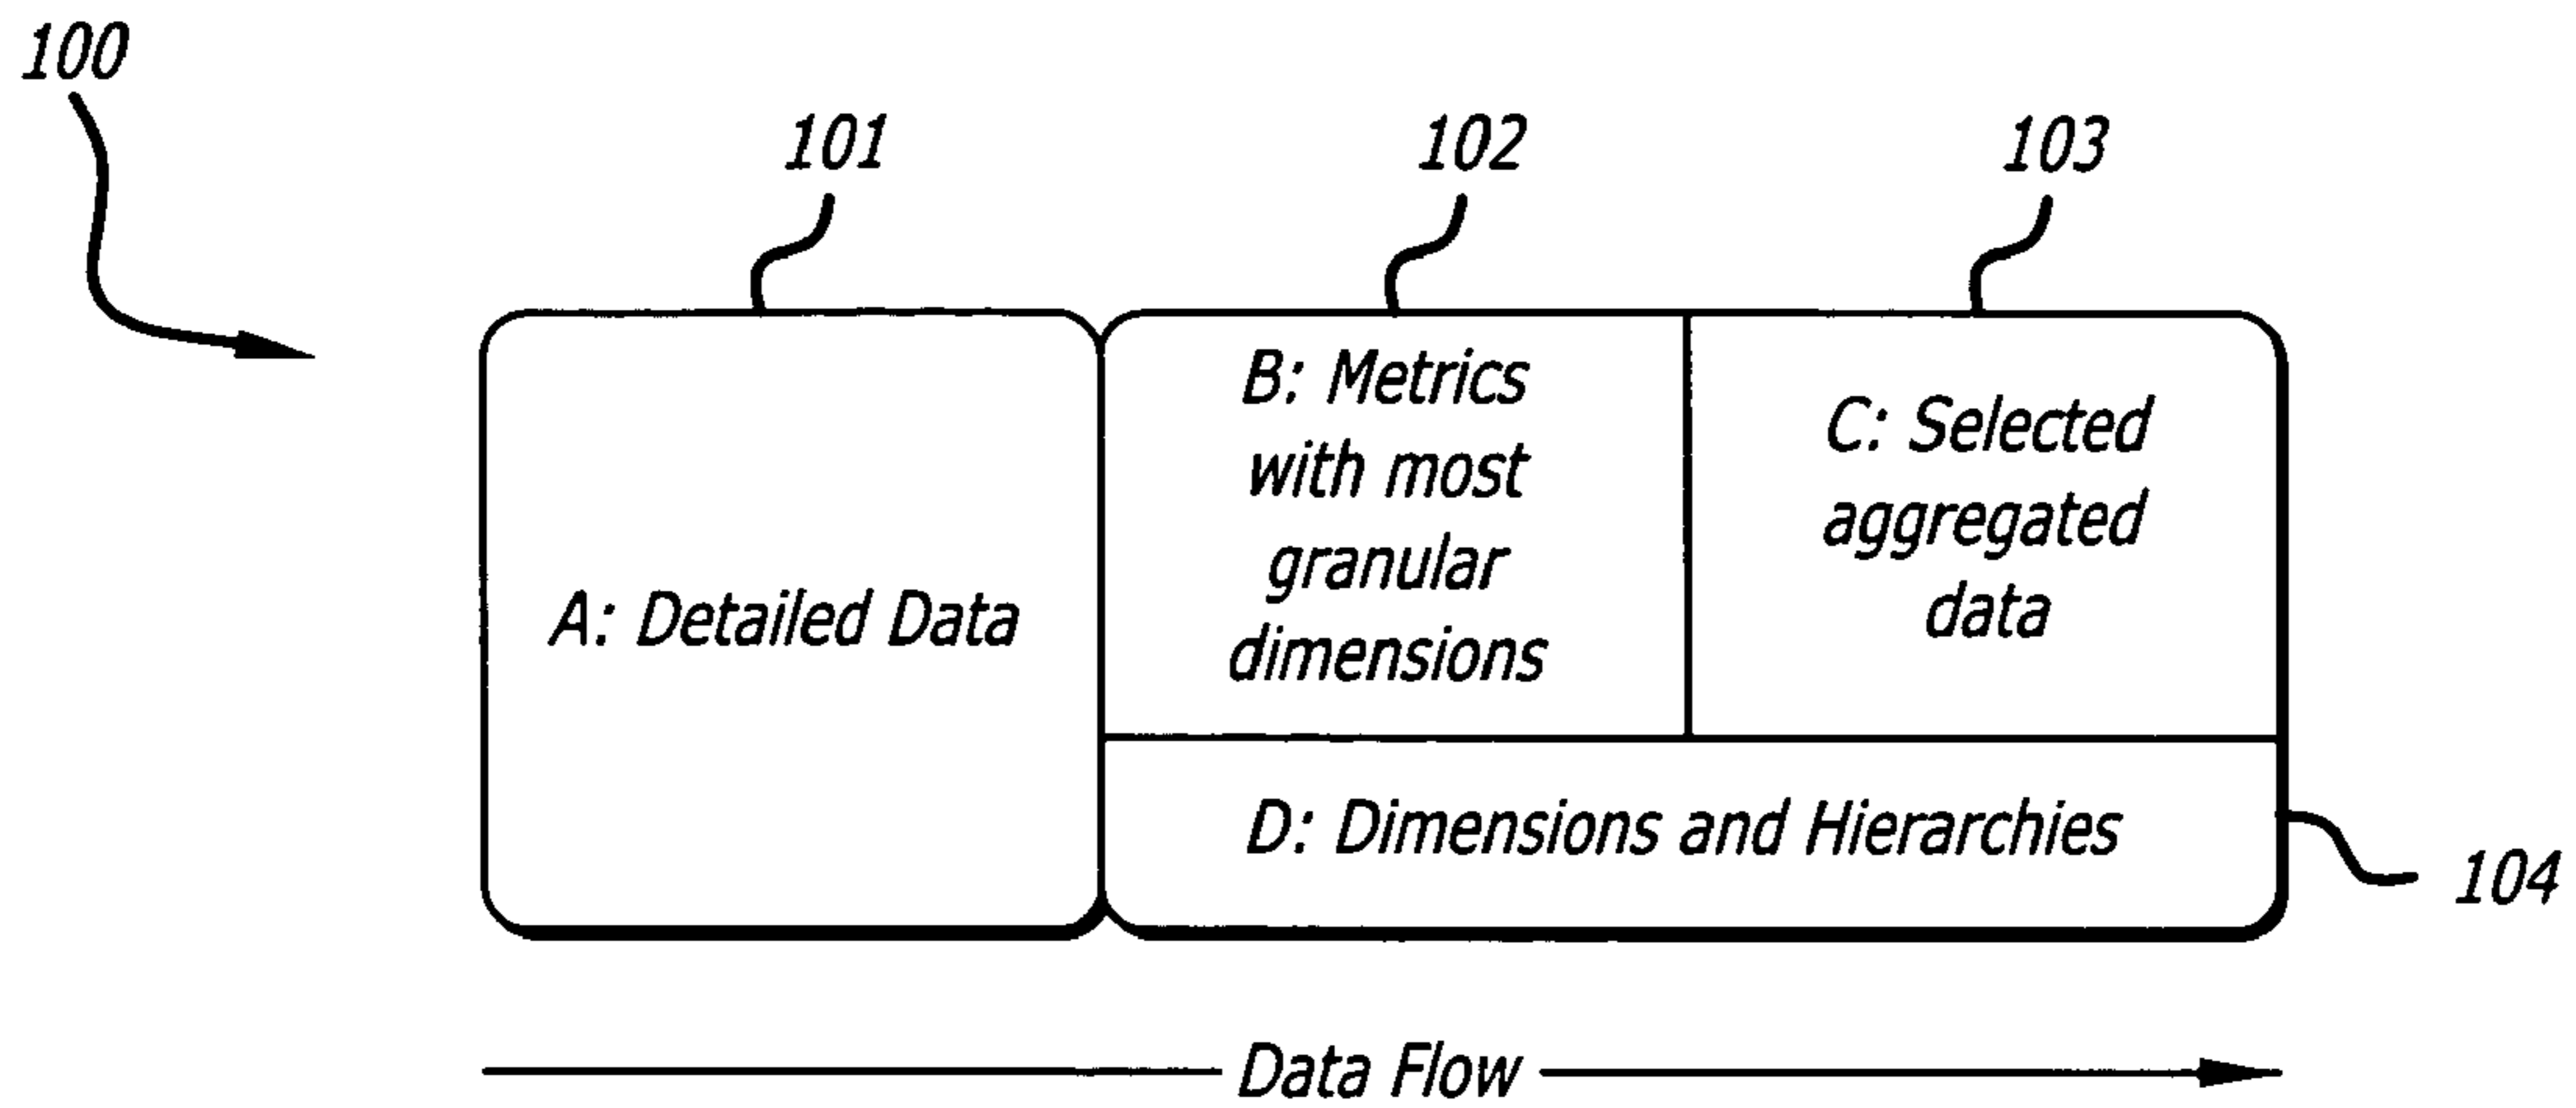 100
101
102
103
A: Detailed Data
B: Metrics
with most
granular
dimensions
C: Selected
aggregated
data
D: Dimensions and Hierarchies
104
Data Flow